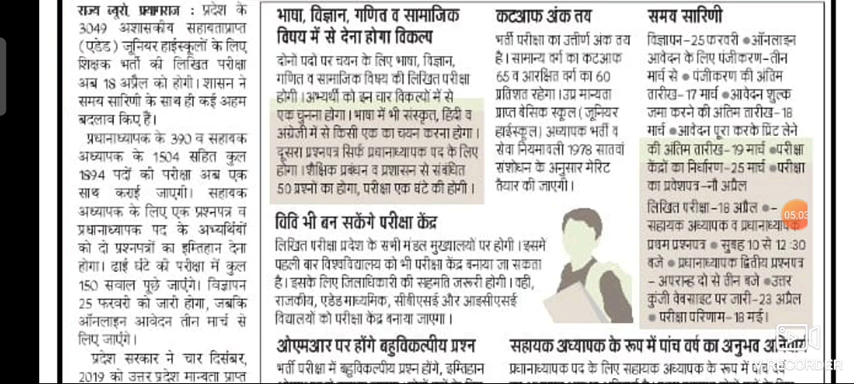 राज्य ब्यूरो, प्रयागराज : प्रदेश के
3049 अशासकीय सहायताप्राप्त
(एडेड) जूनियर हाईस्कूलों के लिए
शिक्षक भर्ती की लिखित परीक्षा
अब 18 अप्रैल को होगी। शासन ने
समय सारिणी के साथ ही कई अहम
बदलाव किए हैं।
प्रधानाध्यापक के 390 व सहायक
अध्यापक के 1504 सहित कुल
1894 पदों की परीक्षा अब एक
साथ कराई जाएगी। सहायक
अध्यापक के लिए एक प्रश्नपत्र व
प्रधानाध्यापक पद के अभ्यर्थियों
को दो प्रश्नपत्रों का इम्तिहान देना
होगा। ढाई घंटे की परीक्षा में कुल
150 सवाल पूछे जाएंगे। विज्ञापन
25 फरवरी को जारी होगा, जबकि
ऑनलाइन आवेदन तीन मार्च से
लिए जाएंगे।
प्रदेश सरकार ने चार दिसंबर,
2019 को उत्तर प्रदेश मान्यता प्राप्त
भाषा, विज्ञान, गणित व सामाजिक
विषय में से देना होगा विकल्प
दोनों पदों पर चयन के लिए भाषा, विज्ञान,
गणित व सामाजिक विषय की लिखित परीक्षा
होगी। अभ्यर्थी को इन चार विकल्पों में से
एक चुनना होगा। भाषा में भी संस्कृत, हिंदी व
अंग्रेजी में से किसी एक का चयन करना होगा।
दूसरा प्रश्नपत्र सिर्फ प्रधानाध्यापक पद के लिए
होगा। शैक्षिक प्रबंधन व प्रशासन से संबंधित
50 प्रश्नों का होगा, परीक्षा एक घंटे की होगी।
कटआफ अंक तय
भर्ती परीक्षा का उत्तीर्ण अंक तय
है। सामान्य वर्ग का कटआफ
65 व आरक्षित वर्ग का 60
प्रतिशत रहेगा। उप्र मान्यता
प्राप्त बेसिक स्कूल (जूनियर
हाईस्कूल) अध्यापक भर्ती व
सेवा नियमावली 1978 सातवां
संशोधन के अनुसार मेरिट
तैयार की जाएगी।
समय सारिणी
विज्ञापन-25 फरवरी ●ऑनलाइन
आवेदन के लिए पंजीकरण-तीन
मार्च से ● पंजीकरण की अंतिम
तारीख-17 मार्च ●आवेदन शुल्क
जमा करने की अंतिम तारीख-18
मार्च ●आवेदन पूरा करके प्रिंट लेने
की अंतिम तारीख-19 मार्च ●परीक्षा
केंद्रों का निर्धारण-25 मार्च ●परीक्षा
का प्रवेशपत्र-नौ अप्रैल
लिखित परीक्षा-18 अप्रैल ●-
सहायक अध्यापक व प्रधानाध्यापक
प्रथम प्रश्नपत्र ● सुबह 10 से 12:30
बजे ● प्रधानाध्यापक द्वितीय प्रश्नपत्र
- अपरान्ह दो से तीन बजे ●उत्तर
कुंजी वेबसाइट पर जारी-23 अप्रैल
● परीक्षा परिणाम-18 मई।
05:03
विवि भी बन सकेंगे परीक्षा केंद्र
लिखित परीक्षा प्रदेश के सभी मंडल मुख्यालयों पर होगी। इसमें
पहली बार विश्वविद्यालय को भी परीक्षा केंद्र बनाया जा सकता
है। इसके लिए जिलाधिकारी की सहमति जरूरी होगी। वही,
राजकीय, एडेड माध्यमिक, सीबीएसई और आइसीएसई
विद्यालयों को परीक्षा केंद्र बनाया जाएगा।
ओएमआर पर होंगे बहुविकल्पीय प्रश्न
भर्ती परीक्षा में बहुविकल्पीय प्रश्न होंगे, इम्तिहान
सहायक अध्यापक के रूप में पांच वर्ष का अनुभव अनिवार्य
प्रधानाध्यापक पद के लिए सहायक अध्यापक के रूप में पांच